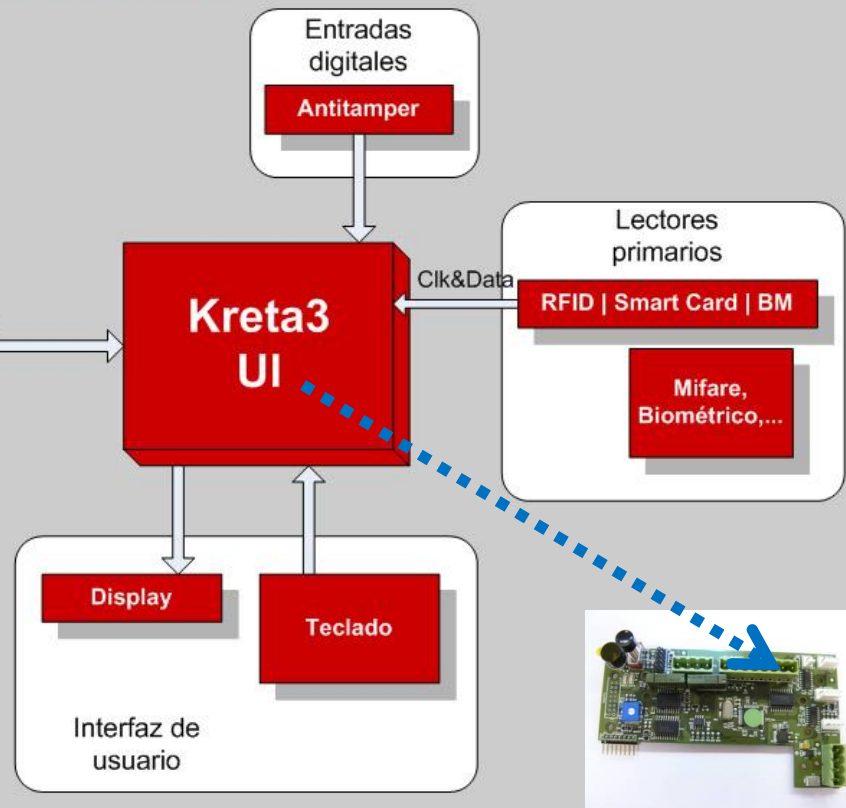 Entradas
digitales
Antitamper
Lectores
primarios
Clk&Data
RFID | Smart Card | BM
Kreta3
UI
Mifare,
Biométrico,...
Display
Teclado
Interfaz de
usuario